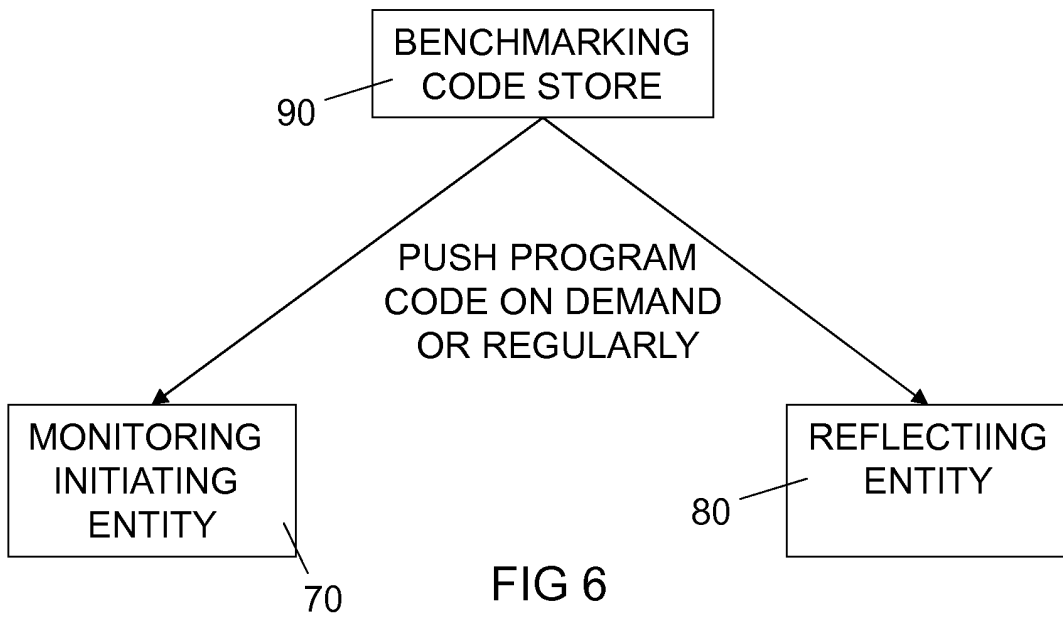 BENCHMARKING
CODE STORE
90
PUSH PROGRAM
CODE ON DEMAND
OR REGULARLY
MONITORING
INITIATING
ENTITY
70
REFLECTIING
ENTITY
80
FIG 6